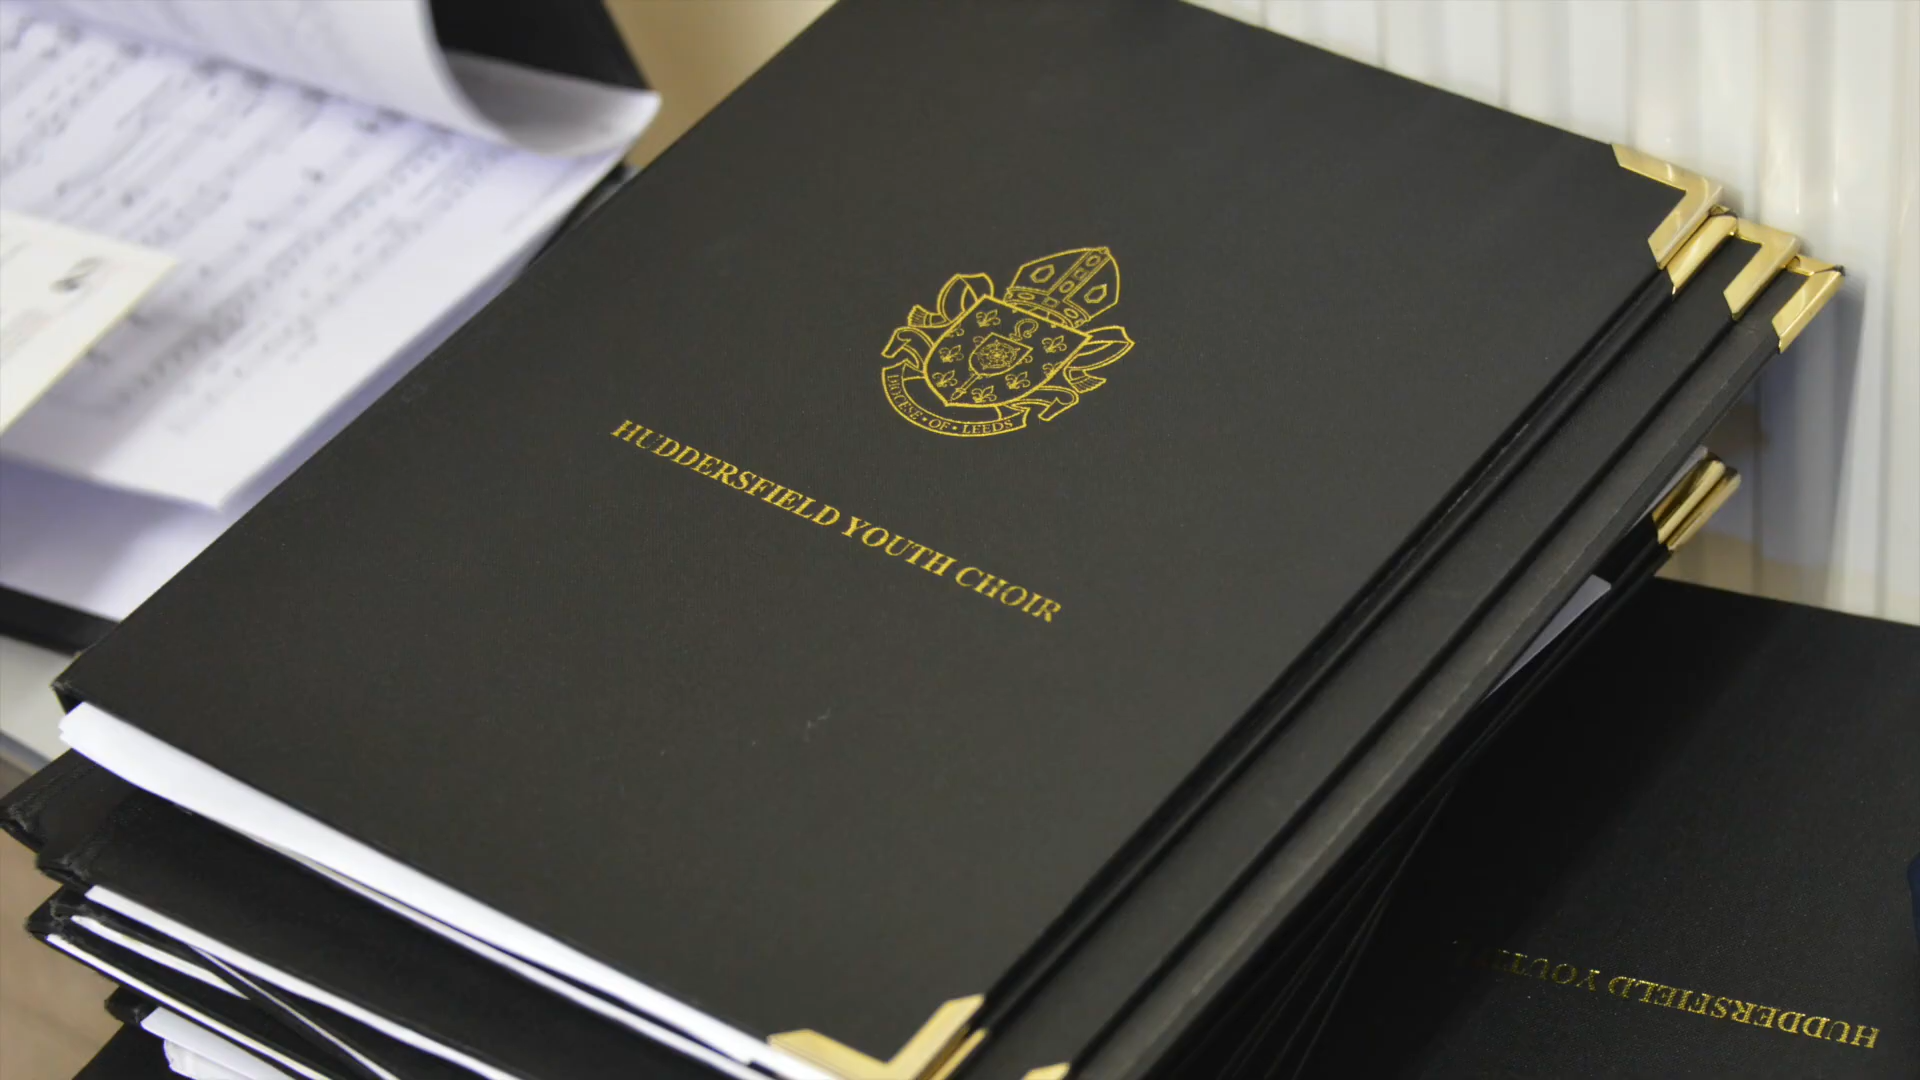 DIOCESE • OF • LEEDS
HUDDERSFIELD YOUTH CHOIR
HUDDERSFIELD YOUTH